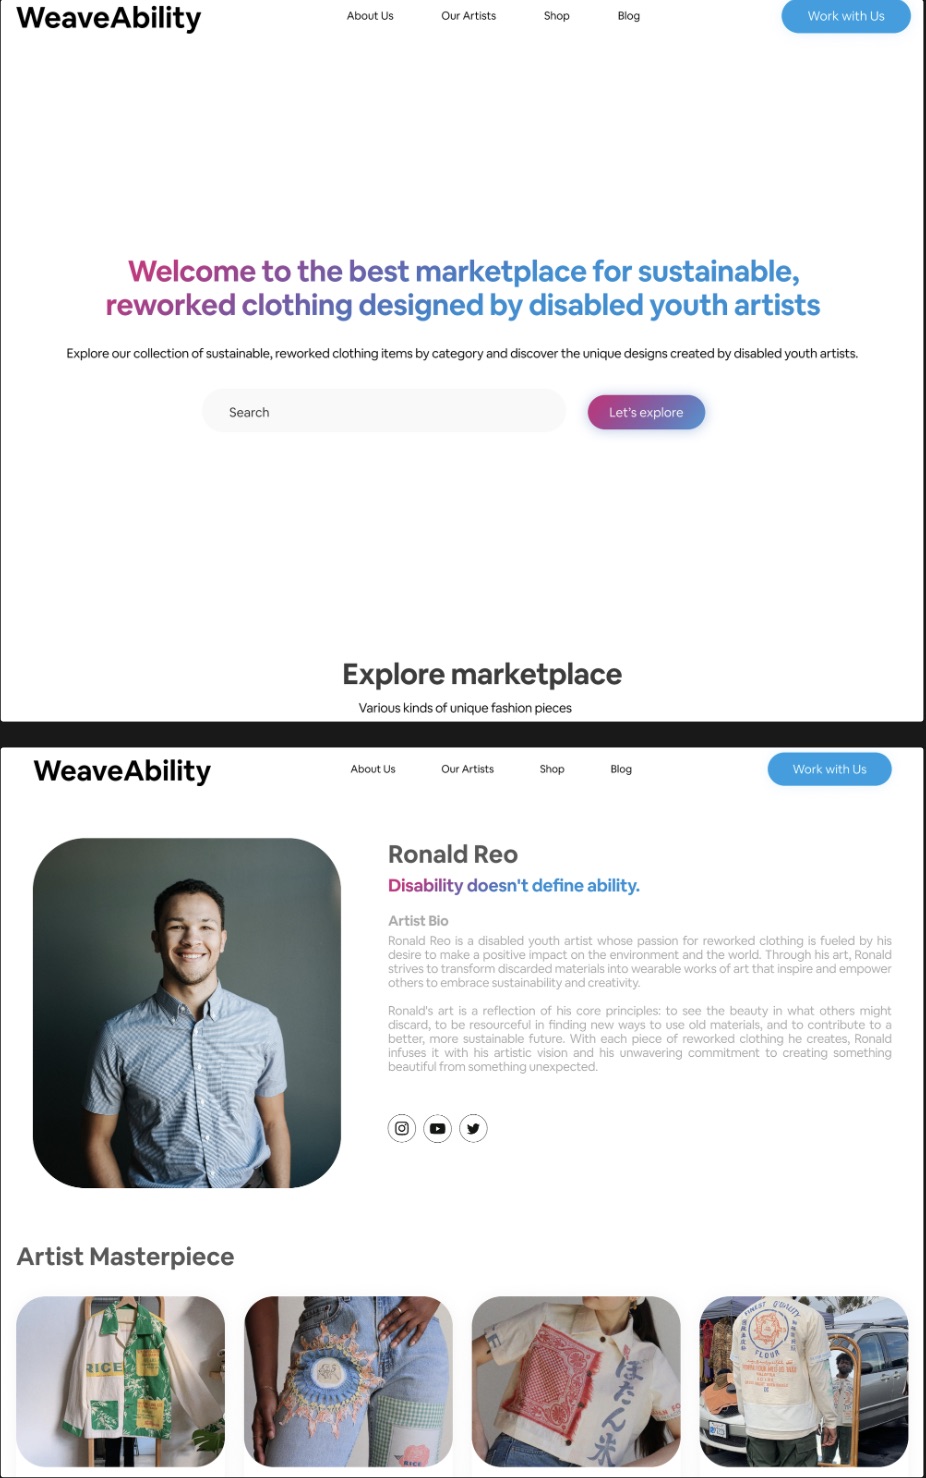 WeaveAbility
About Us
Our Artists
Shop
Blog
Work with Us
Welcome to the best marketplace for sustainable,
reworked clothing designed by disabled youth artists
Explore our collection of sustainable, reworked clothing items by category and discover the unique designs created by disabled youth artists.
Search
Let's explore
Explore marketplace
Various kinds of unique fashion pieces
WeaveAbility
About Us
Our Artists
Shop
Blog
Work with Us
Ronald Reo
Disability doesn't define ability.
Artist Bio
Ronald Reo is a disabled youth artist whose passion for reworked clothing is fueled by his
desire to make a positive impact on the environment and the world. Through his art, Ronald
strives to transform discarded materials into wearable works of art that inspire and empower
others to embrace sustainability and creativity.
Ronald's art is a reflection of his core principles: to see the beauty in what others might
discard, to be resourceful in finding new ways to use old materials, and to contribute to a
better, more sustainable future. With each piece of reworked clothing he creates, Ronald
infuses it with his artistic vision and his unwavering commitment to creating something
beautiful from something unexpected.
Artist Masterpiece
RICE
RICE
FINEST QUALITY
FLOUR